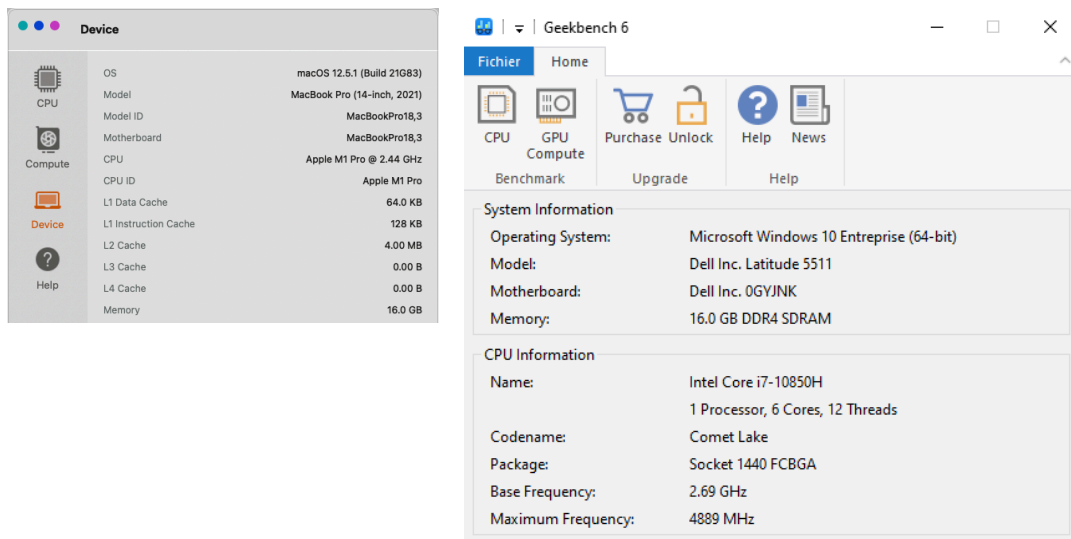 Device
CPU
Compute
Device
Help
OS macOS 12.5.1 (Build 21G83)
Model MacBook Pro (14-inch, 2021)
Model ID MacBookPro18,3
Motherboard MacBookPro18,3
CPU Apple M1 Pro @ 2.44 GHz
CPU ID Apple M1 Pro
L1 Data Cache 64.0 KB
L1 Instruction Cache 128 KB
L2 Cache 4.00 MB
L3 Cache 0.00 B
L4 Cache 0.00 B
Memory 16.0 GB
Geekbench 6
Fichier Home
CPU GPU Compute Purchase Unlock Help News
Benchmark Upgrade Help
System Information
Operating System: Microsoft Windows 10 Entreprise (64-bit)
Model: Dell Inc. Latitude 5511
Motherboard: Dell Inc. 0GYJNK
Memory: 16.0 GB DDR4 SDRAM
CPU Information
Name: Intel Core i7-10850H
1 Processor, 6 Cores, 12 Threads
Codename: Comet Lake
Package: Socket 1440 FCBGA
Base Frequency: 2.69 GHz
Maximum Frequency: 4889 MHz